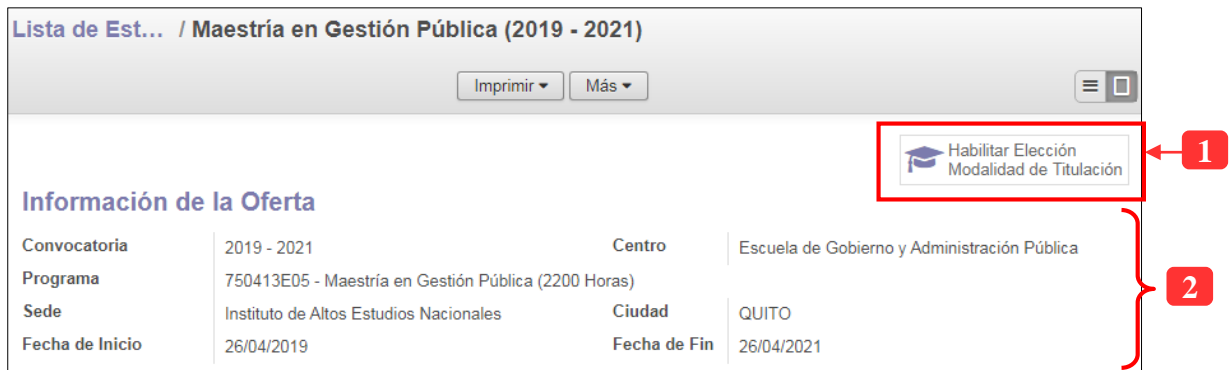 Lista de Est... / Maestría en Gestión Pública (2019 - 2021)
Imprimir Más
Habilitar Elección
Modalidad de Titulación
1
Información de la Oferta
Convocatoria 2019 - 2021 Centro Escuela de Gobierno y Administración Pública
Programa 750413E05 - Maestría en Gestión Pública (2200 Horas)
2
Sede Instituto de Altos Estudios Nacionales Ciudad QUITO
Fecha de Inicio 26/04/2019 Fecha de Fin 26/04/2021